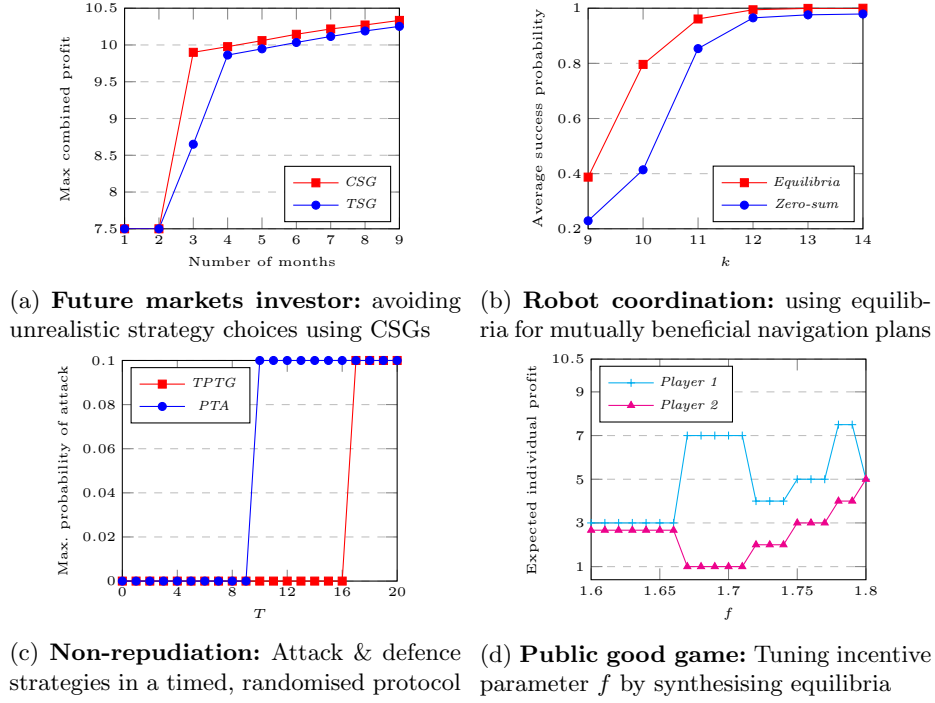 10.5
10
9.5
9
8.5
8
7.5
Max combined profit
CSG
TSG
1 2 3 4 5 6 7 8 9
Number of months
(a) Future markets investor: avoiding
unrealistic strategy choices using CSGs
1
0.8
0.6
0.4
0.2
Average success probability
Equilibria
Zero-sum
9 10 11 12 13 14
k
(b) Robot coordination: using equilib-
ria for mutually beneficial navigation plans
0.1
0.08
0.06
0.04
0.02
0
Max. probability of attack
TPTG
PTA
0 4 8 12 16 20
T
(c) Non-repudiation: Attack & defence
strategies in a timed, randomised protocol
10.5
9
7
5
3
1
Expected individual profit
Player 1
Player 2
1.6 1.65 1.7 1.75 1.8
f
(d) Public good game: Tuning incentive
parameter f by synthesising equilibria